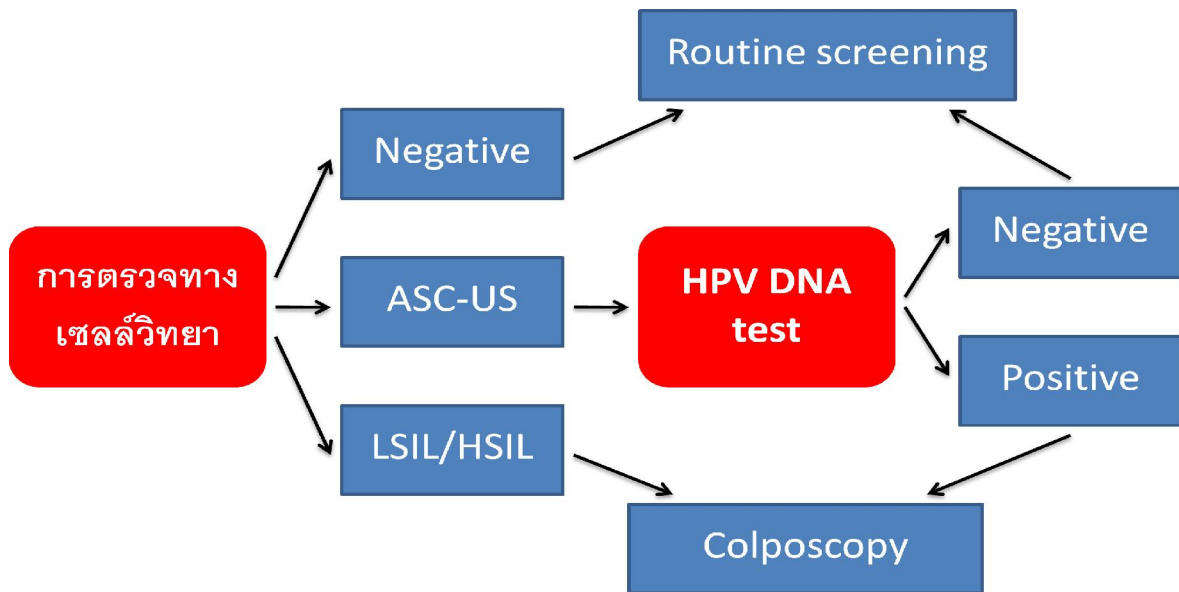 Routine screening
Negative
Negative
การตรวจทาง
เซลล์วิทยา
ASC-US
HPV DNA
test
Positive
LSIL/HSIL
Colposcopy